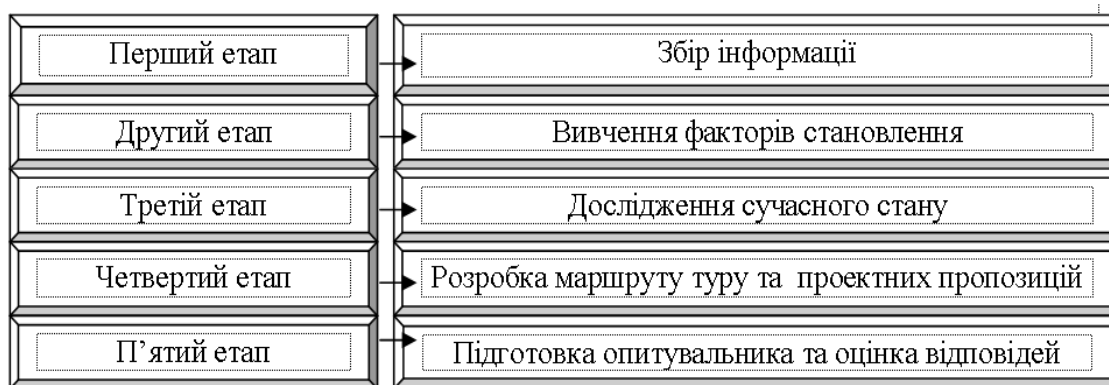 Перший етап
Збір інформації
Другий етап
Вивчення факторів становлення
Третій етап
Дослідження сучасного стану
Четвертий етап
Розробка маршруту туру та проектних пропозицій
П’ятий етап
Підготовка опитувальника та оцінка відповідей